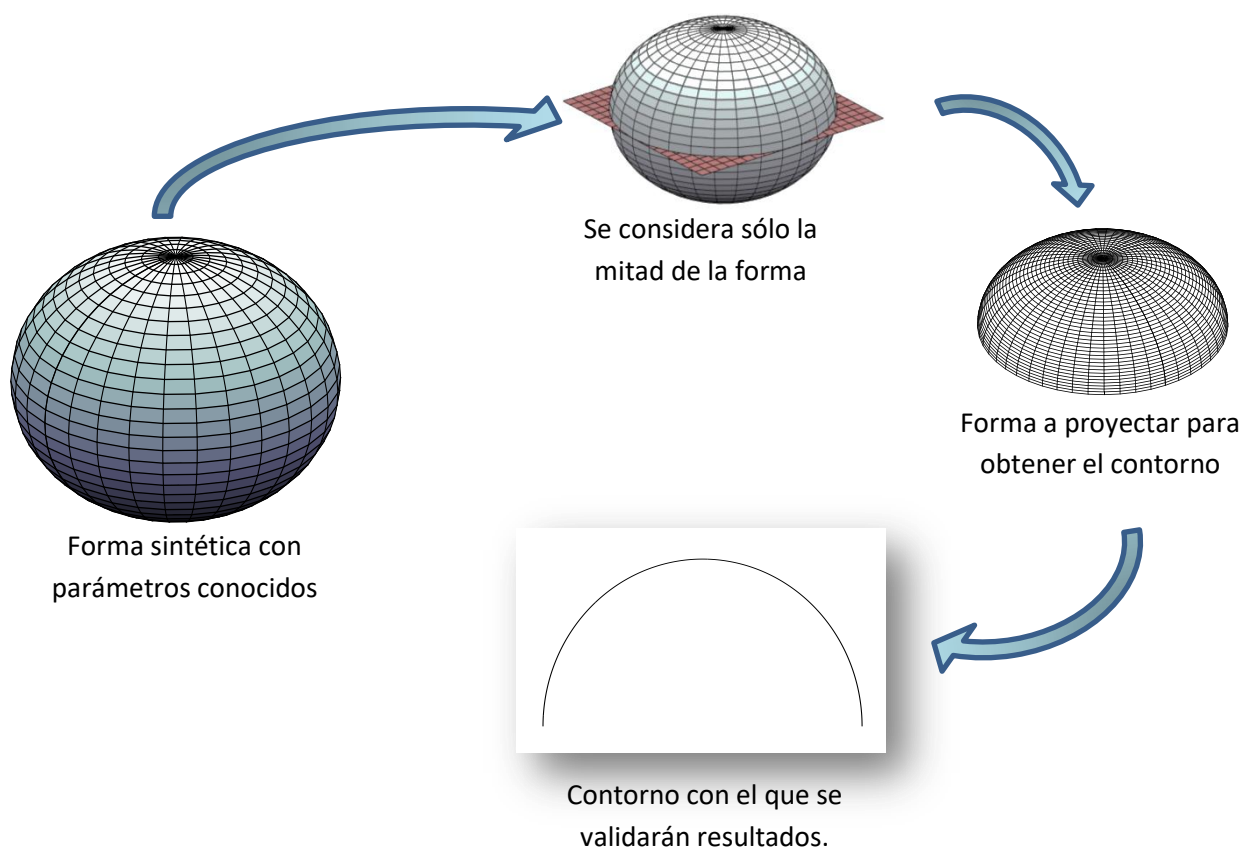 Se considera sólo la
mitad de la forma
Forma a proyectar para
obtener el contorno
Forma sintética con
parámetros conocidos
Contorno con el que se
validarán resultados.